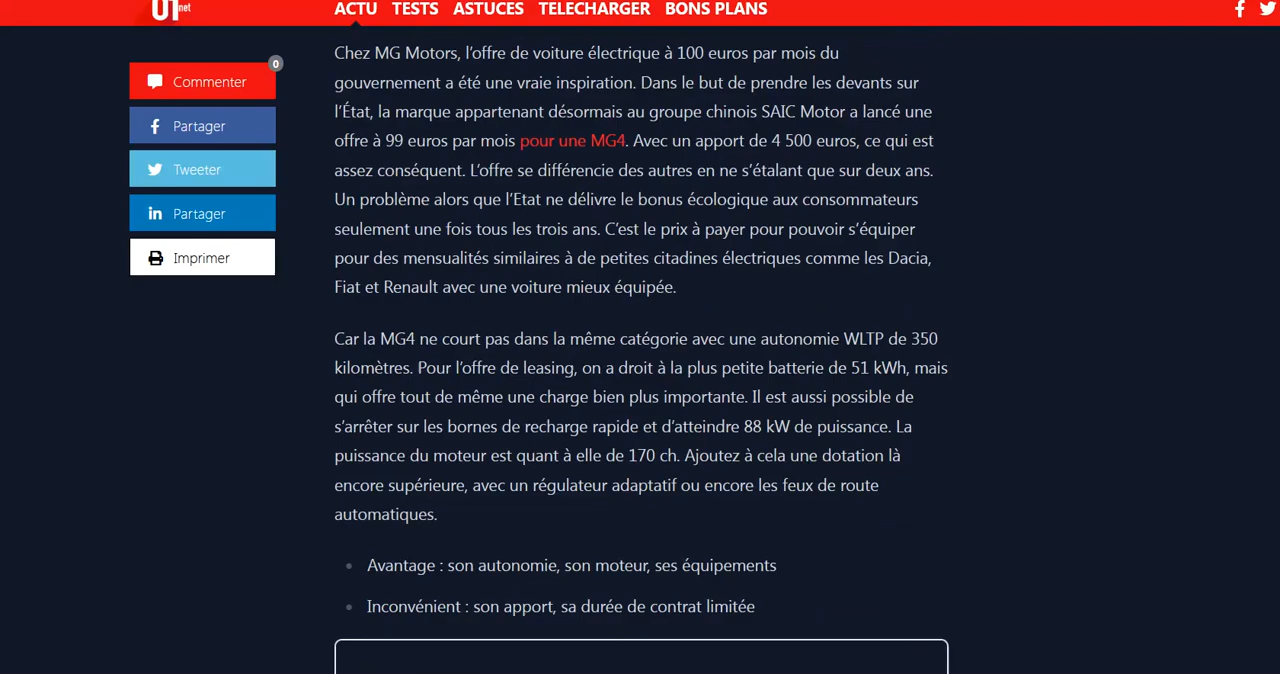 01net
ACTU TESTS ASTUCES TELECHARGER BONS PLANS
0
Commenter
Partager
Tweeter
Partager
Imprimer
Chez MG Motors, l’offre de voiture électrique à 100 euros par mois du
gouvernement a été une vraie inspiration. Dans le but de prendre les devants sur
l’État, la marque appartenant désormais au groupe chinois SAIC Motor a lancé une
offre à 99 euros par mois pour une MG4. Avec un apport de 4 500 euros, ce qui est
assez conséquent. L’offre se différencie des autres en ne s’étalant que sur deux ans.
Un problème alors que l’Etat ne délivre le bonus écologique aux consommateurs
seulement une fois tous les trois ans. C’est le prix à payer pour pouvoir s’équiper
pour des mensualités similaires à de petites citadines électriques comme les Dacia,
Fiat et Renault avec une voiture mieux équipée.
Car la MG4 ne court pas dans la même catégorie avec une autonomie WLTP de 350
kilomètres. Pour l’offre de leasing, on a droit à la plus petite batterie de 51 kWh, mais
qui offre tout de même une charge bien plus importante. Il est aussi possible de
s’arrêter sur les bornes de recharge rapide et d’atteindre 88 kW de puissance. La
puissance du moteur est quant à elle de 170 ch. Ajoutez à cela une dotation là
encore supérieure, avec un régulateur adaptatif ou encore les feux de route
automatiques.
Avantage : son autonomie, son moteur, ses équipements
Inconvénient : son apport, sa durée de contrat limitée